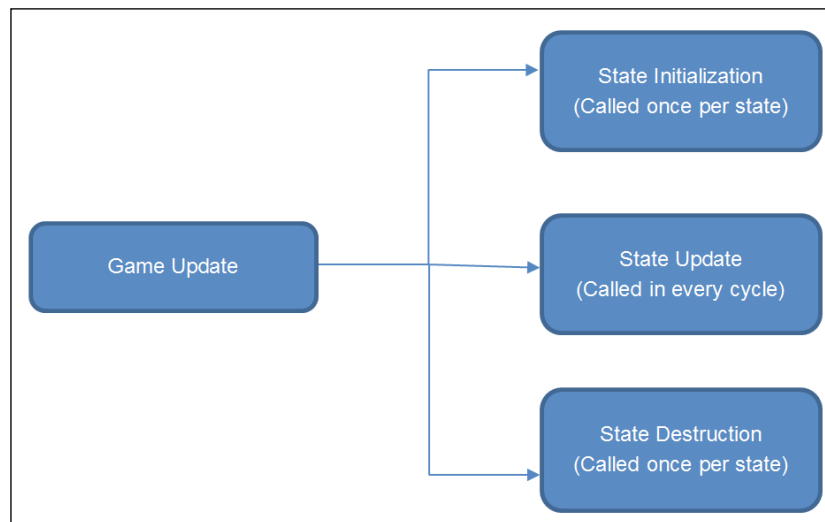 State Initialization
(Called once per state)
Game Update
State Update
(Called in every cycle)
State Destruction
(Called once per state)